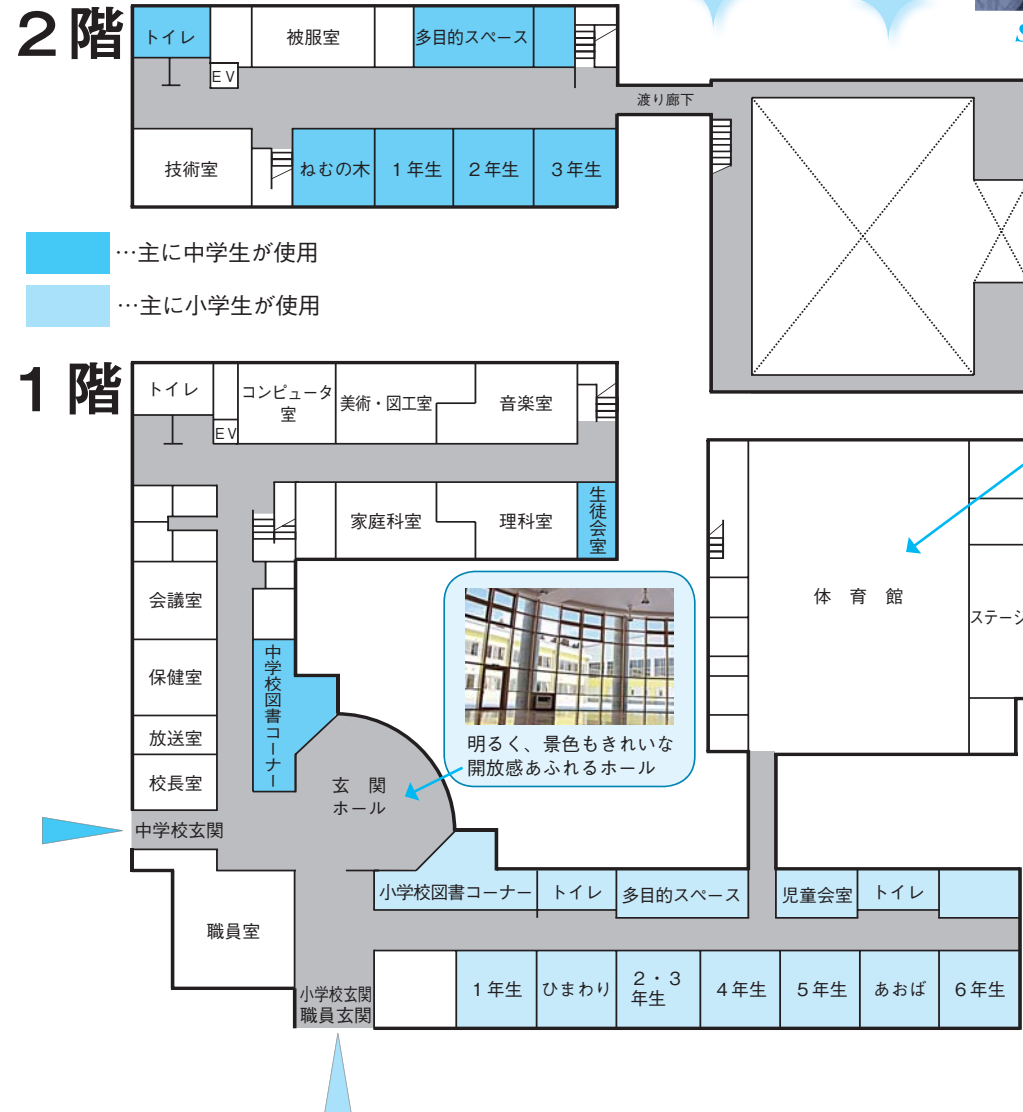 2階
トイレ
被服室
多目的スペース
EV
渡り廊下
技術室
ねむの木
1年生
2年生
3年生
…主に中学生が使用
…主に小学生が使用
1階
トイレ
コンピュータ
室
美術・図工室
音楽室
EV
家庭科室
理科室
生徒会室
会議室
保健室
放送室
校長室
中学校図書コーナー
明るく、景色もきれいな
開放感あふれるホール
体育館
ステージ
玄関
ホール
中学校玄関
職員室
小学校図書コーナー
トイレ
多目的スペース
児童会室
トイレ
小学校玄関
職員玄関
1年生
ひまわり
2・3
年生
4年生
5年生
あおば
6年生